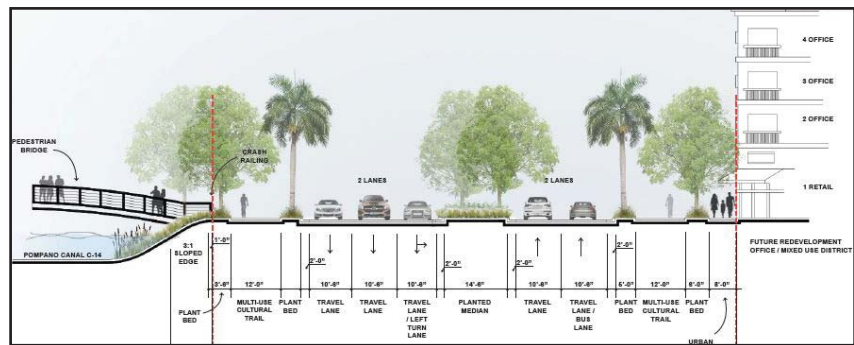 4 OFFICE
3 OFFICE
2 OFFICE
1 RETAIL
PEDESTRIAN
BRIDGE
CRASH
RAILING
2 LANES
2 LANES
POMPANO CANAL C-14
3:1
SLOPED
EDGE
FUTURE REDEVELOPMENT
OFFICE / MIXED USE DISTRICT
1'-0"
2'-0"
2'-0"
2'-0"
2'-0"
3'-6"
12'-0"
10'-6"
10'-6"
10'-6"
14'-6"
10'-6"
10'-6"
12'-0"
8'-0"
PLANT
BED
MULTI-USE
CULTURAL
TRAIL
PLANT
BED
TRAVEL
LANE
TRAVEL
LANE
TRAVEL
LANE
/ LEFT
TURN
LANE
PLANTED
MEDIAN
TRAVEL
LANE
TRAVEL
LANE /
BUS
LANE
PLANT
BED
MULTI-USE
CULTURAL
TRAIL
PLANT
BED
URBAN